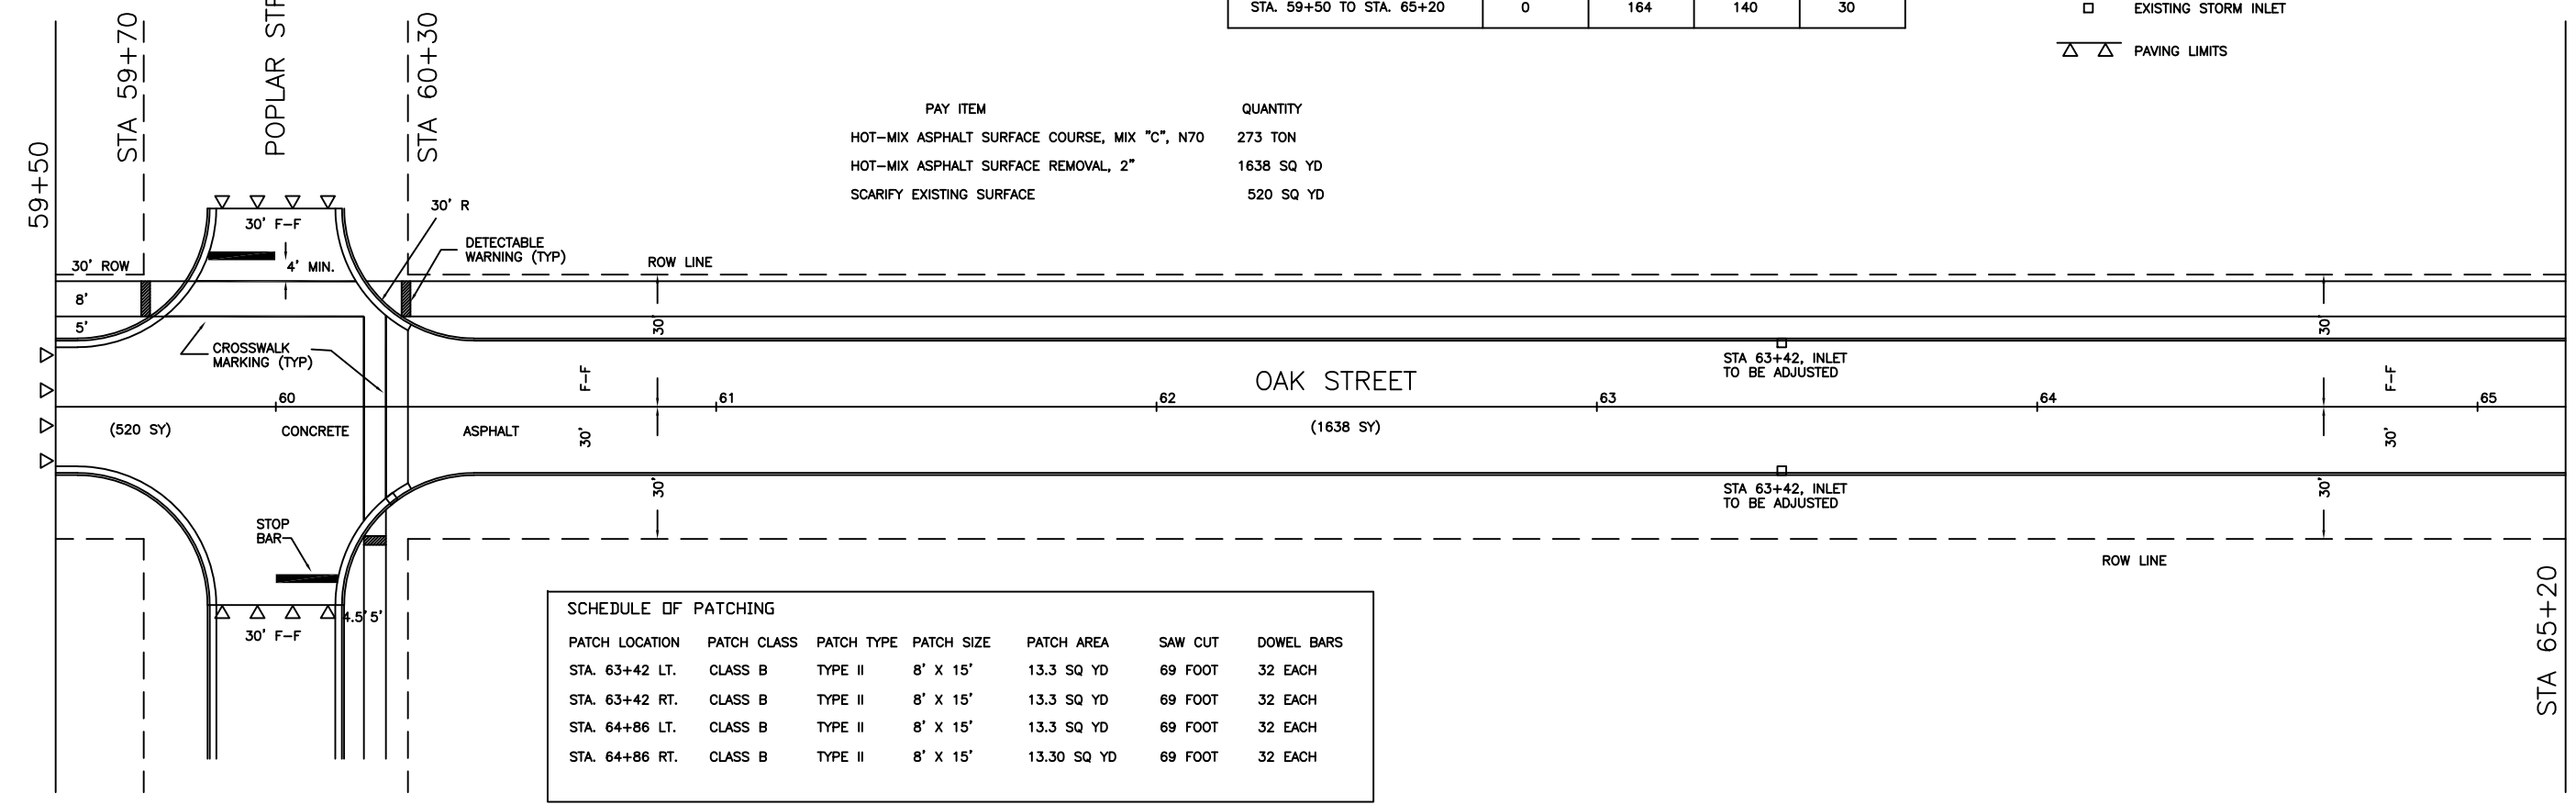 STA. 59+50 TO STA. 65+20 0 164 140 30
EXISTING STORM INLET
PAVING LIMITS
59+50
STA 59+70
POPLAR
STA 60+30
PAY ITEM QUANTITY
HOT-MIX ASPHALT SURFACE COURSE, MIX "C", N70 273 TON
HOT-MIX ASPHALT SURFACE REMOVAL, 2" 1638 SQ YD
SCARIFY EXISTING SURFACE 520 SQ YD
30' F-F
30' R
DETECTABLE
WARNING (TYP)
30' ROW
4' MIN.
ROW LINE
8'
5'
30'
30'
CROSSWALK
MARKING (TYP)
F-F
30'
OAK STREET
STA 63+42, INLET
TO BE ADJUSTED
F-F
30'
60
61
62
63
64
65
(520 SY)
CONCRETE
ASPHALT
(1638 SY)
30'
30'
STA 63+42, INLET
TO BE ADJUSTED
STOP
BAR
ROW LINE
4.5' 5'
30' F-F
STA 65+20
SCHEDULE OF PATCHING
PATCH LOCATION PATCH CLASS PATCH TYPE PATCH SIZE PATCH AREA SAW CUT DOWEL BARS
STA. 63+42 LT. CLASS B TYPE II 8' X 15' 13.3 SQ YD 69 FOOT 32 EACH
STA. 63+42 RT. CLASS B TYPE II 8' X 15' 13.3 SQ YD 69 FOOT 32 EACH
STA. 64+86 LT. CLASS B TYPE II 8' X 15' 13.3 SQ YD 69 FOOT 32 EACH
STA. 64+86 RT. CLASS B TYPE II 8' X 15' 13.30 SQ YD 69 FOOT 32 EACH